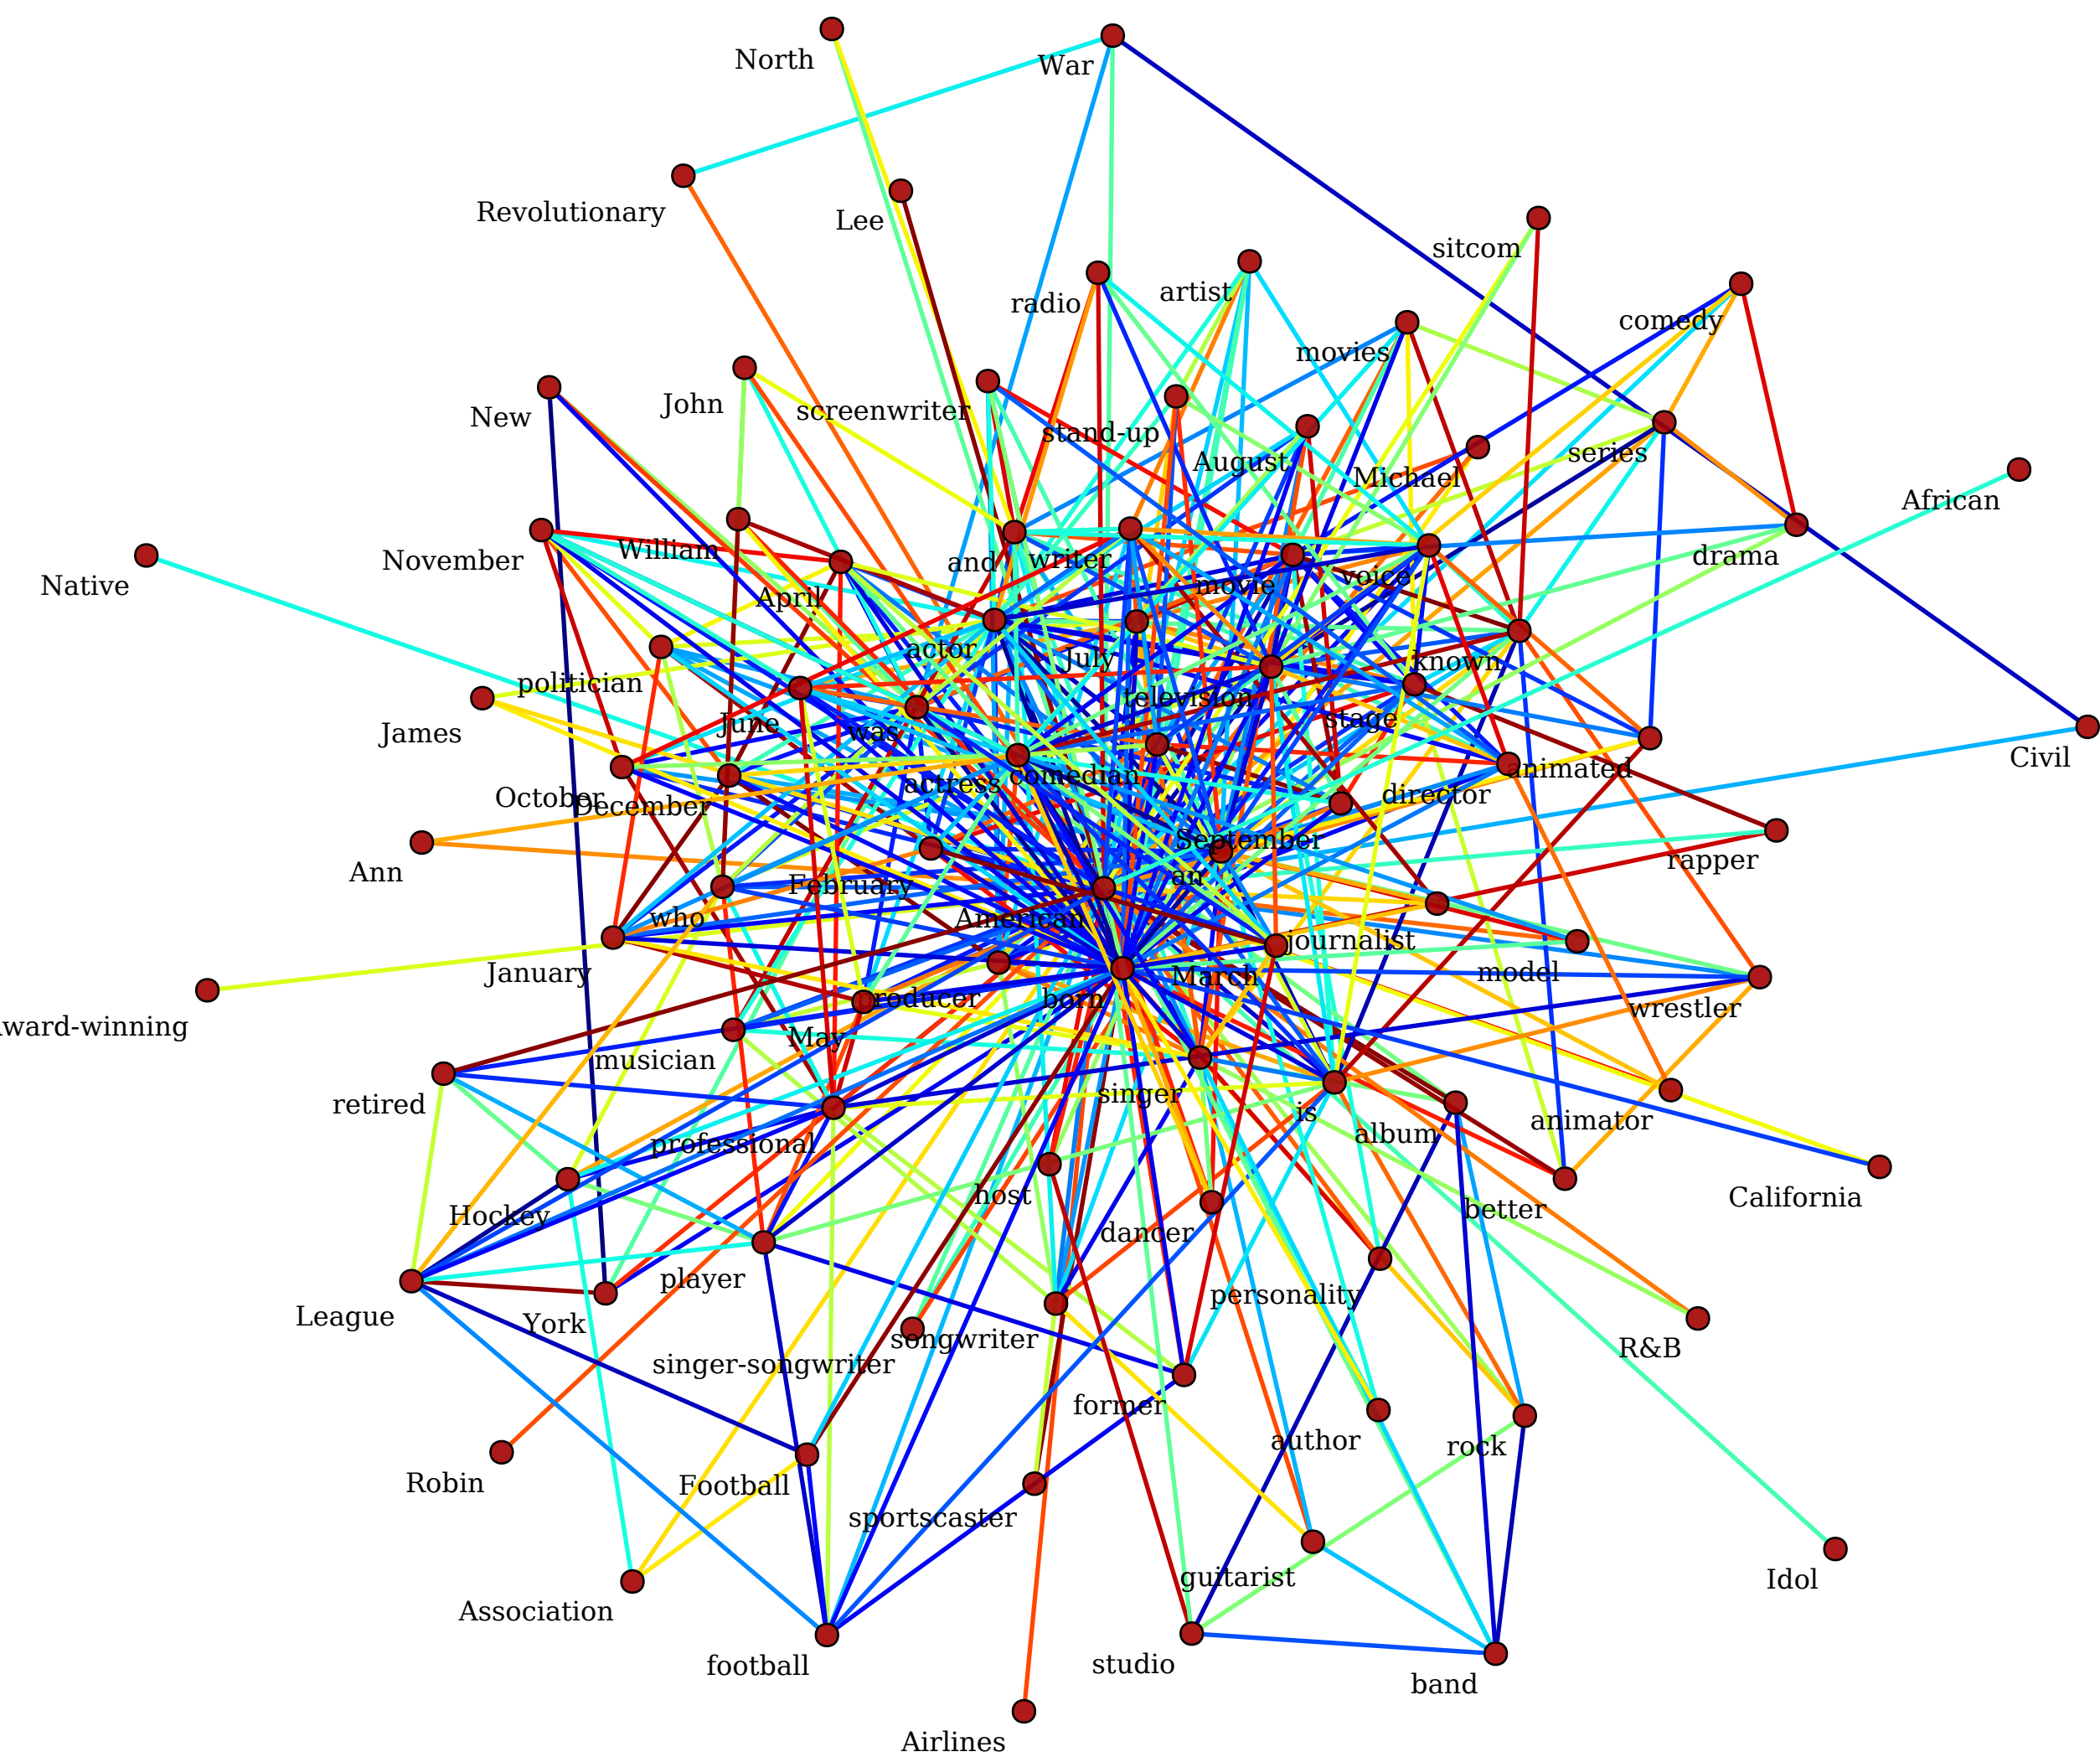 North
War
Revolutionary
Lee
sitcom
radio
artist
comedy
movies
John
New
screenwriter
stand-up
August
series
Michael
African
November
William
and
writer
drama
Native
April
movie
voice
actor
July
known
politician
television
James
June
was
stage
Civil
comedian
animated
actress
October
December
director
September
rapper
Ann
an
February
who
American
journalist
January
model
March
producer
born
wrestler
ward-winning
May
musician
singer
retired
is
animator
album
professional
host
California
better
Hockey
dancer
player
personality
League
York
songwriter
R&B
singer-songwriter
former
author
rock
Robin
Football
sportscaster
guitarist
Idol
Association
studio
football
band
Airlines